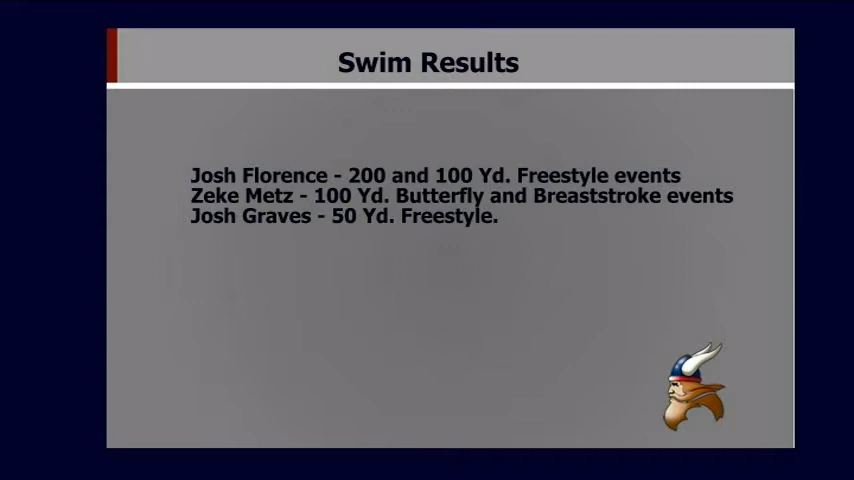 Swim Results
Josh Florence - 200 and 100 Yd. Freestyle events
Zeke Metz - 100 Yd. Butterfly and Breaststroke events
Josh Graves - 50 Yd. Freestyle.